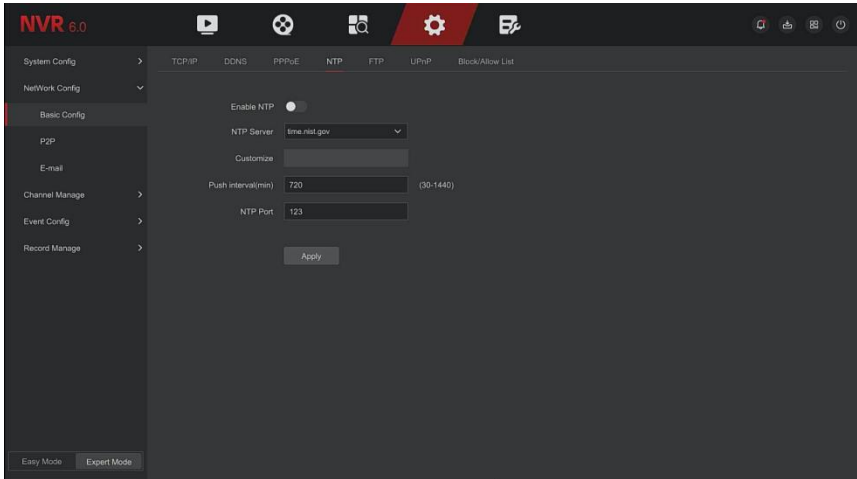 NVR 6.0
System Config
NetWork Config
Basic Config
P2P
E-mail
Channel Manage
Event Config
Record Manage
Easy Mode Expert Mode
TCP/IP DDNS PPPoE NTP FTP UPnP Block/Allow List
Enable NTP
NTP Server time.nist.gov
Customize
Push interval(min) 720 (30-1440)
NTP Port 123
Apply